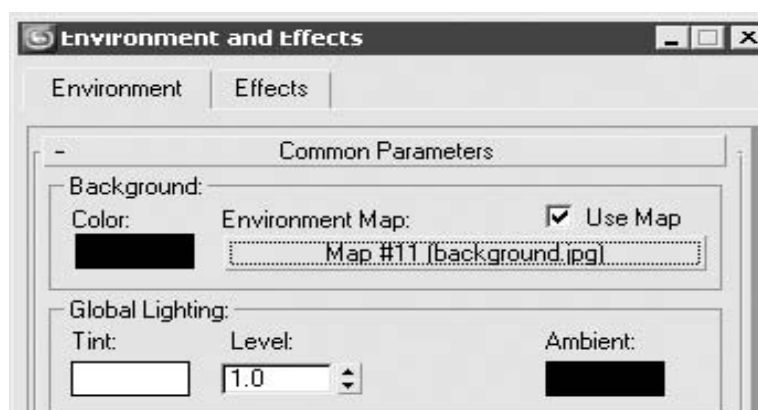 Environment and Effects
Environment Effects
- Common Parameters
Background:
Color: Environment Map: Use Map
Map #11 (background.jpg)
Global Lighting:
Tint: Level: Ambient:
1.0